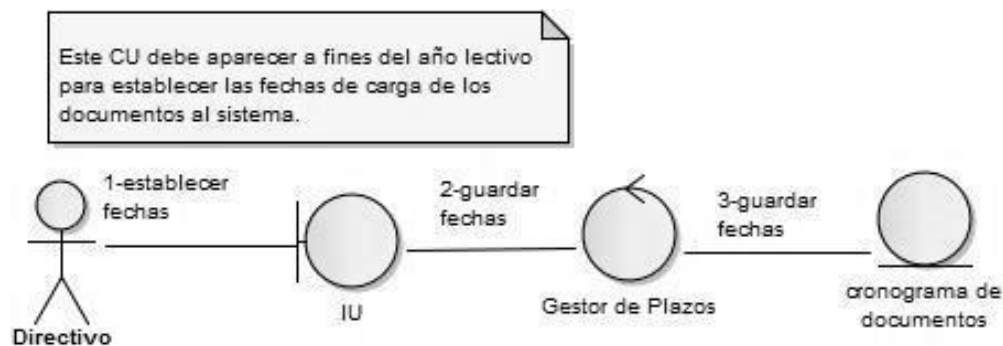 Este CU debe aparecer a fines del año lectivo
para establecer las fechas de carga de los
documentos al sistema.
1-establecer
fechas
2-guardar
fechas
3-guardar
fechas
Directivo
IU
Gestor de Plazos
cronograma de
documentos